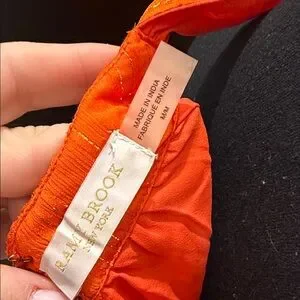 MADE IN INDIA
FABRIQUÉ EN INDE
M/M
RAMY BROOK
NEW YORK